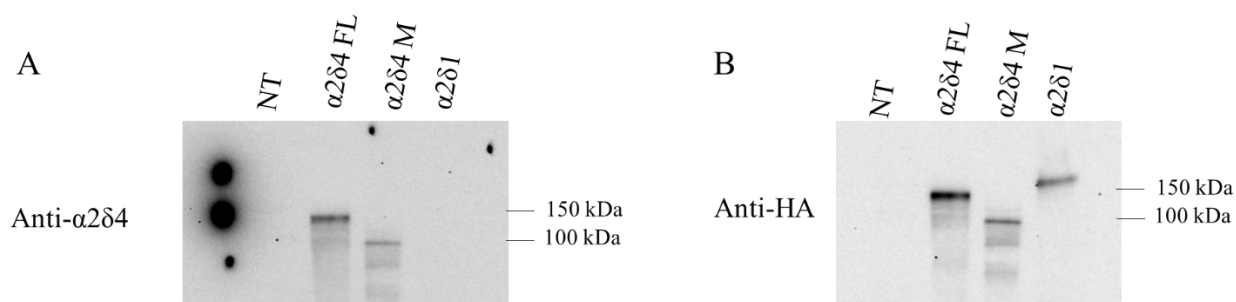 A
NT
α2δ4 FL
α2δ4 M
α2δ1
Anti-α2δ4
150 kDa
100 kDa
B
NT
α2δ4 FL
α2δ4 M
α2δ1
Anti-HA
150 kDa
100 kDa